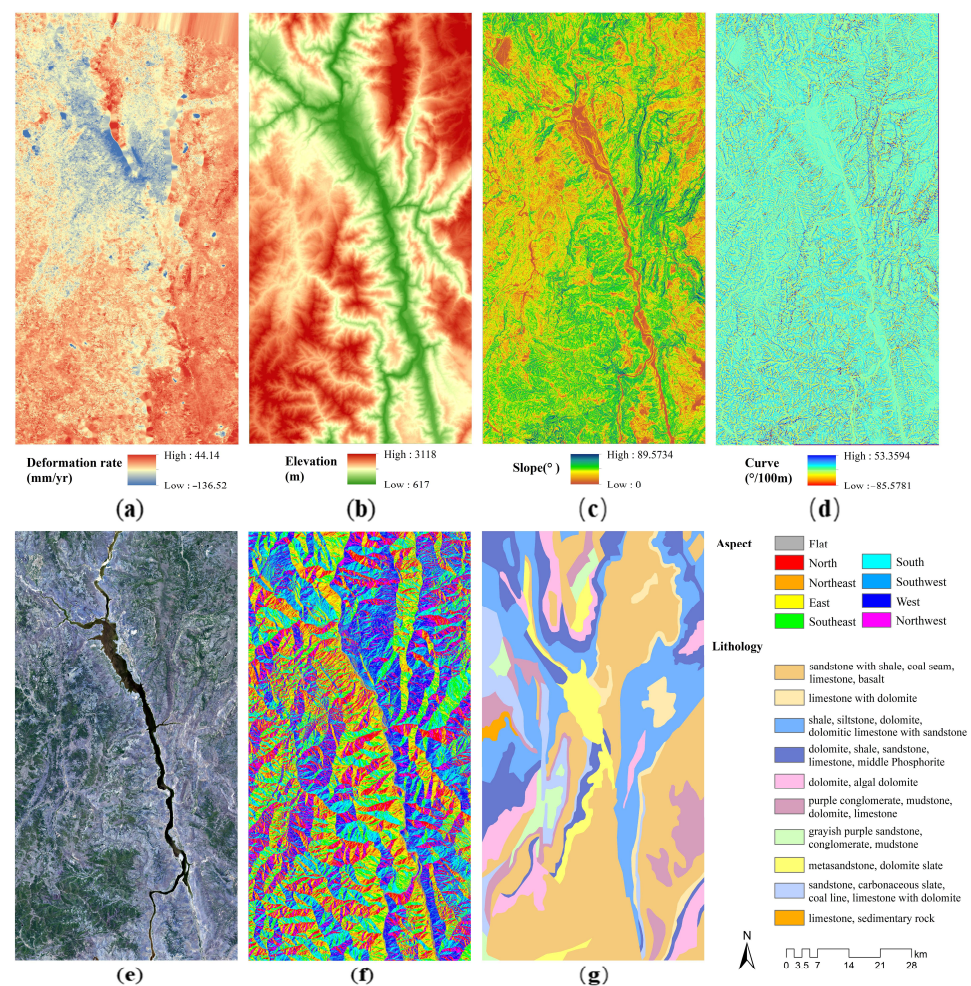 Deformation rate
(mm/yr)
High : 44.14
Low : -136.52
Elevation
(m)
High : 3118
Low : 617
Slope(° )
High : 89.5734
Low : 0
Curve
(°/100m)
High : 53.3594
Low :-85.5781
(a)
(b)
(c)
(d)
Aspect
Flat
North
Northeast
East
Southeast
South
Southwest
West
Northwest
Lithology
sandstone with shale, coal seam,
limestone, basalt
limestone with dolomite
shale, siltstone, dolomite,
dolomitic limestone with sandstone
dolomite, shale, sandstone,
limestone, middle Phosphorite
dolomite, algal dolomite
purple conglomerate, mudstone,
dolomite, limestone
grayish purple sandstone,
conglomerate, mudstone
metasandstone, dolomite slate
sandstone, carbonaceous slate,
coal line, limestone with dolomite
limestone, sedimentary rock
N
km
0 3.5 7 14 21 28
(e)
(f)
(g)